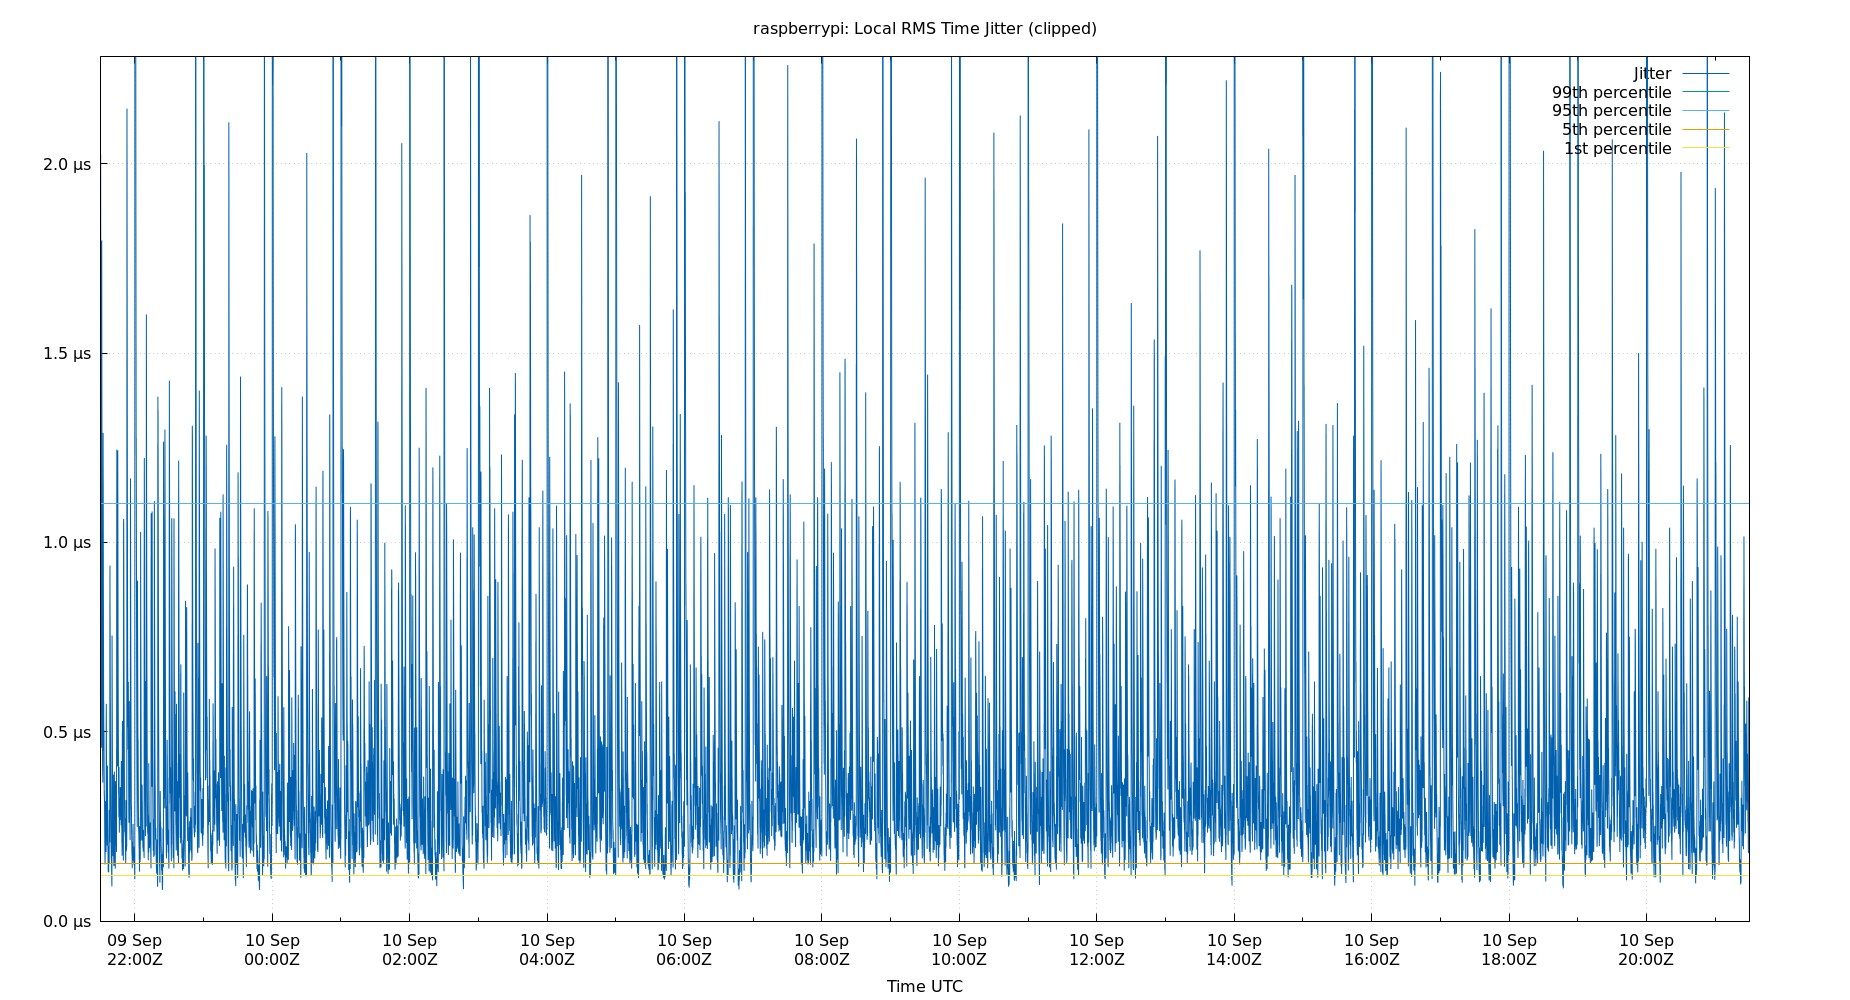 raspberrypi: Local RMS Time Jitter (clipped)
Jitter
99th percentile
95th percentile
5th percentile
1st percentile
2.0 µs
1.5 µs
1.0 µs
0.5 µs
0.0 µs
09 Sep 10 Sep 10 Sep 10 Sep 10 Sep 10 Sep 10 Sep 10 Sep 10 Sep 10 Sep 10 Sep 10 Sep
22:00Z 00:00Z 02:00Z 04:00Z 06:00Z 08:00Z 10:00Z 12:00Z 14:00Z 16:00Z 18:00Z 20:00Z
Time UTC